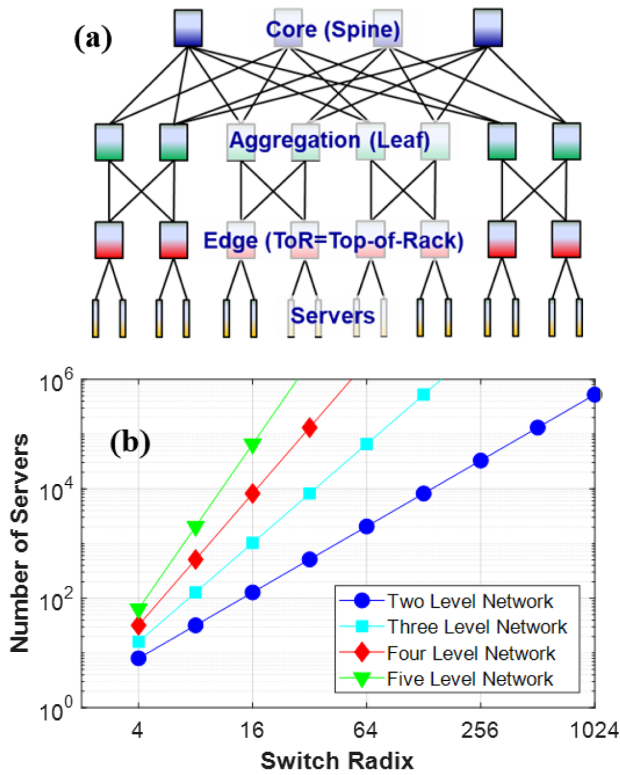 (a)
Core (Spine)
Aggregation (Leaf)
Edge (ToR=Top-of-Rack)
Servers
(b)
Number of Servers
10^6
10^4
10^2
10^0
Two Level Network
Three Level Network
Four Level Network
Five Level Network
4 16 64 256 1024
Switch Radix